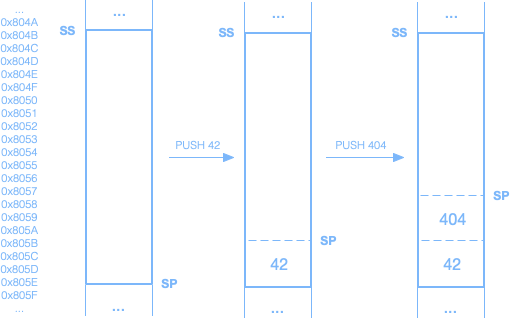 ...
0x804A
0x804B
0x804C
0x804D
0x804E
0x804F
0x8050
0x8051
0x8052
0x8053
0x8054
0x8055
0x8056
0x8057
0x8058
0x8059
0x805A
0x805B
0x805C
0x805D
0x805E
0x805F
...
...
SS
SP
...
PUSH 42
...
SS
SP
42
...
PUSH 404
...
SS
SP
404
42
...